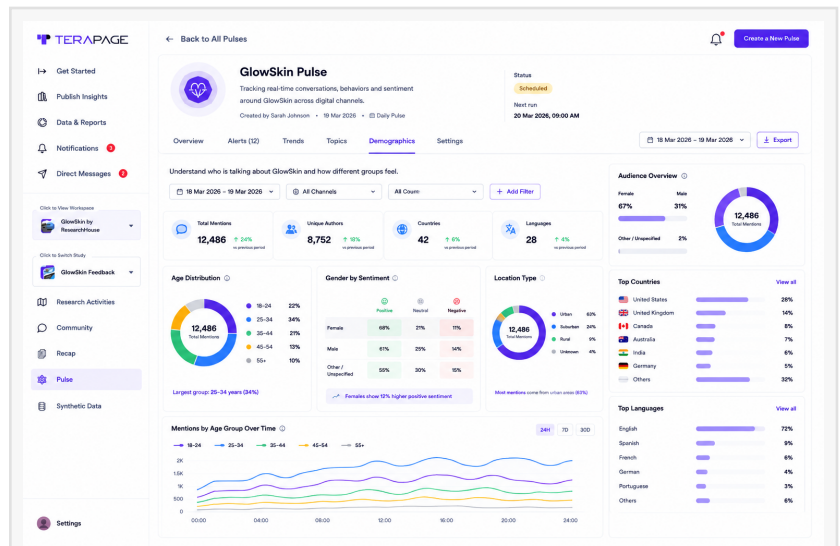 TERAPAGE
Get Started
Publish Insights
Data & Reports
Notifications 3
Direct Messages 2
Click to View Workspace
GlowSkin by
ResearchHouse
Click to Switch Study
GlowSkin Feedback
Research Activities
Community
Recap
Pulse
Synthetic Data
Settings
← Back to All Pulses
Create a New Pulse
GlowSkin Pulse
Tracking real-time conversations, behaviors and sentiment
around GlowSkin across digital channels.
Created by Sarah Johnson • 19 Mar 2026 • Daily Pulse
Status
Scheduled
Next run
20 Mar 2026, 09:00 AM
Overview Alerts (12) Trends Topics Demographics Settings
18 Mar 2026 – 19 Mar 2026
Export
Understand who is talking about GlowSkin and how different groups feel.
18 Mar 2026 – 19 Mar 2026
All Channels
All Coun
+ Add Filter
Total Mentions
12,486 ↑ 24%
vs previous period
Unique Authors
8,752 ↑ 18%
vs previous period
Countries
42 ↑ 6%
vs previous period
Languages
28 ↑ 4%
vs previous period
Age Distribution
12,486
Total Mentions
18–24 22%
25–34 34%
35–44 21%
45–54 13%
55+ 10%
Largest group: 25–34 years (34%)
Gender by Sentiment
Positive Neutral Negative
Female 68% 21% 11%
Male 61% 25% 14%
Other /
Unspecified 55% 30% 15%
Females show 12% higher positive sentiment
Location Type
12,486
Total Mentions
Urban 63%
Suburban 24%
Rural 9%
Unknown 4%
Most mentions come from urban areas (63%)
Mentions by Age Group Over Time
24H 7D 30D
18–24 25–34 35–44 45–54 55+
2K
1.5K
1K
500
0
00:00 04:00 08:00 12:00 16:00 20:00 24:00
Audience Overview
Female Male
67% 31%
Other / Unspecified 2%
12,486
Total Mentions
Top Countries View all
United States 28%
United Kingdom 14%
Canada 8%
Australia 7%
India 6%
Germany 5%
Others 32%
Top Languages View all
English 72%
Spanish 9%
French 6%
German 4%
Portuguese 3%
Others 6%